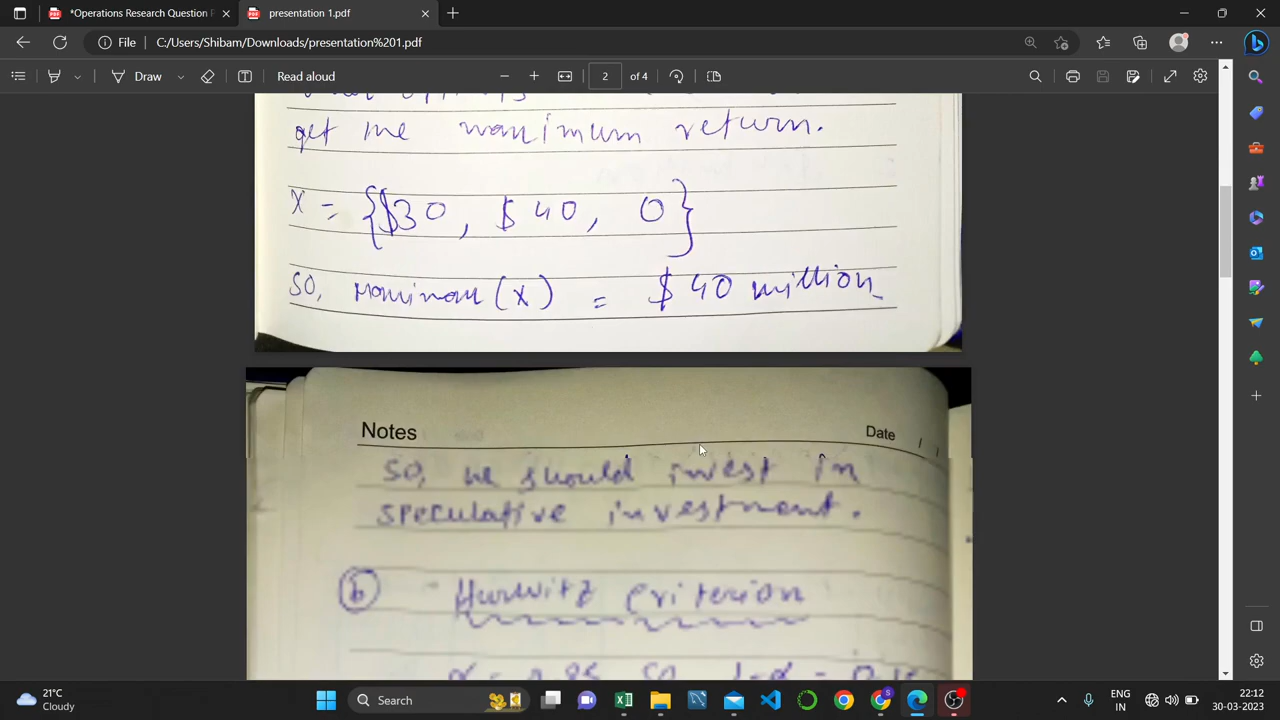 *Operations Research Question P
presentation 1.pdf
File
C:/Users/Shibam/Downloads/presentation%201.pdf
Draw
Read aloud
2
of 4
get the maximum return.
X = {$30, $40, 0}
SO, Maximax (X) = $40 million
Notes
Date / /
SO, he should invest in
speculative investment.
(b) Hurwitz Criterion
21°C
Cloudy
Search
ENG
IN
22:12
30-03-2023